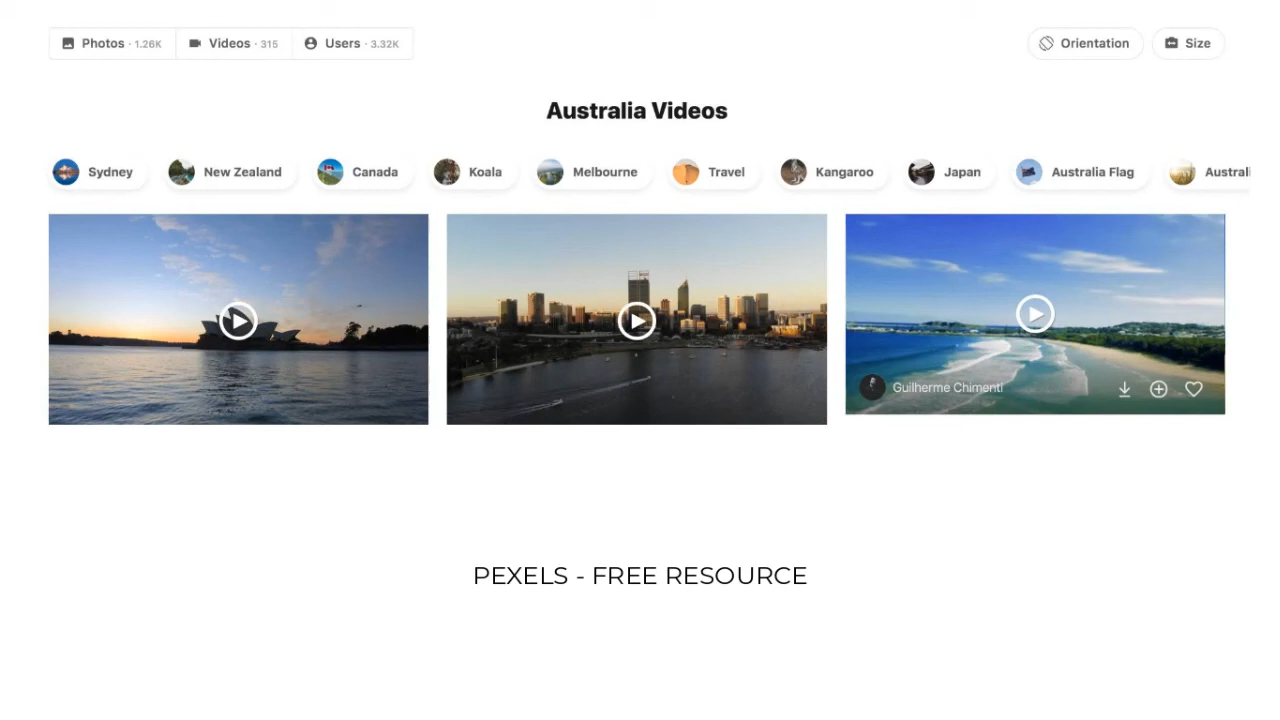 Photos · 1.26K Videos · 315 Users · 3.32K Orientation Size
Australia Videos
Sydney New Zealand Canada Koala Melbourne Travel Kangaroo Japan Australia Flag Australi
Guilherme Chimenti
PEXELS - FREE RESOURCE